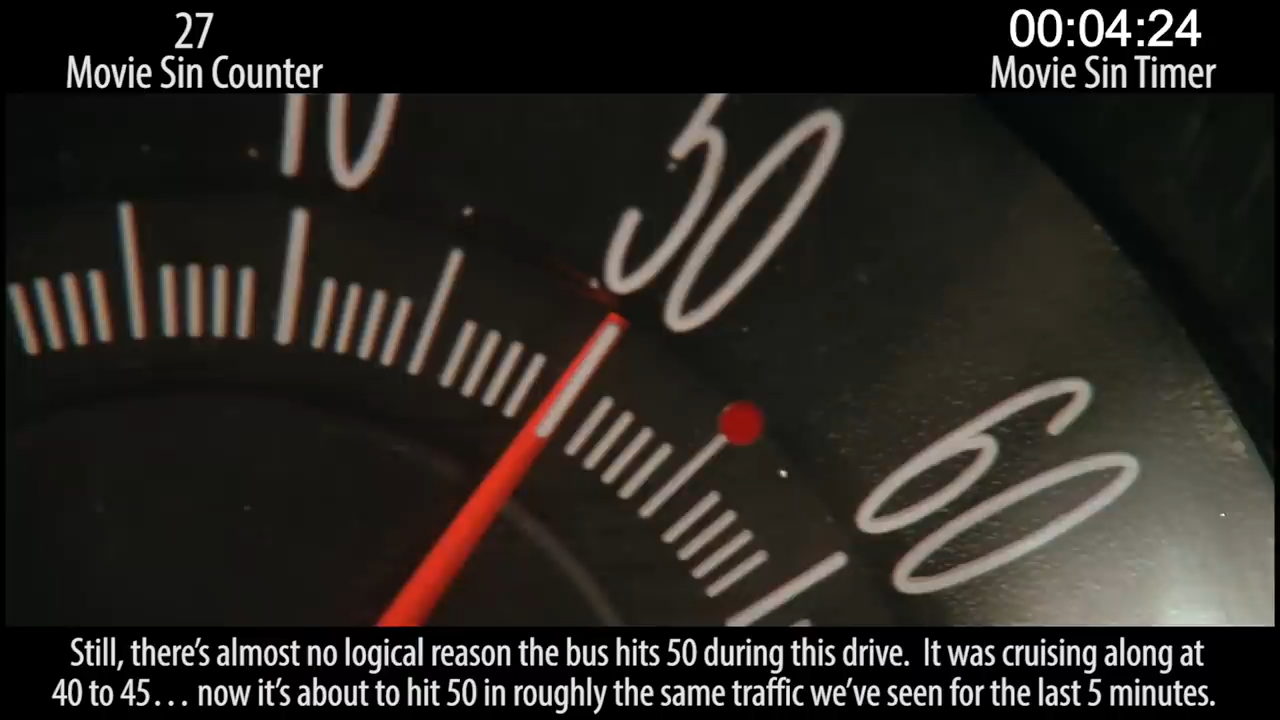 27
Movie Sin Counter
00:04:24
Movie Sin Timer
40
50
60
Still, there's almost no logical reason the bus hits 50 during this drive. It was cruising along at
40 to 45... now it's about to hit 50 in roughly the same traffic we've seen for the last 5 minutes.